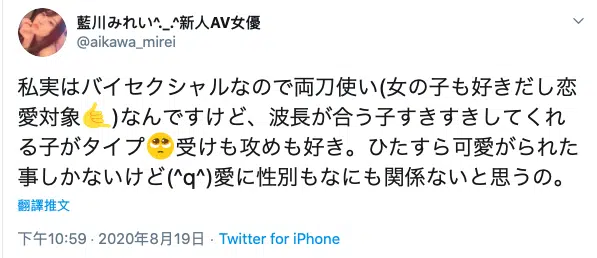 藍川みれい^._.^新人AV女優
@aikawa_mirei
私実はバイセクシャルなので両刀使い(女の子も好きだし恋
愛対象🤙)なんですけど、波長が合う子すきすきしてくれ
る子がタイプ🥺受けも攻めも好き。ひたすら可愛がられた
事しかないけど(^q^)愛に性別もなにも関係ないと思うの。
翻譯推文
下午10:59 · 2020年8月19日 · Twitter for iPhone